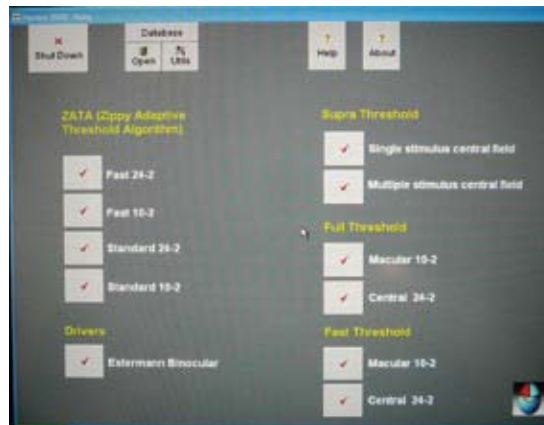 Shut Down
Database
Open Utils
Help
About
ZATA (Zippy Adaptive
Threshold Algorithm)
Fast 24-2
Fast 10-2
Standard 24-2
Standard 10-2
Drivers
Estermann Binocular
Supra Threshold
Single stimulus central field
Multiple stimulus central field
Full Threshold
Macular 10-2
Central 24-2
Fast Threshold
Macular 10-2
Central 24-2